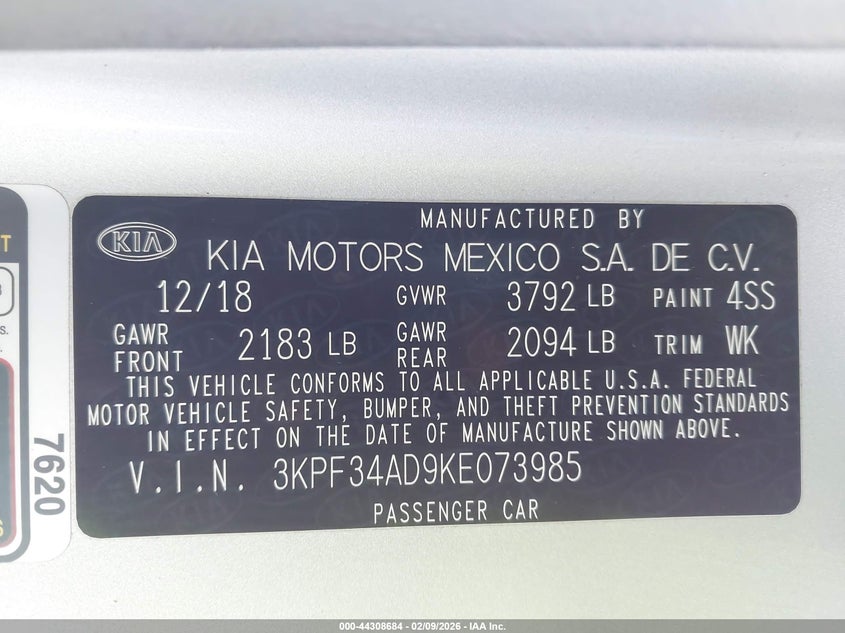 MANUFACTURED BY
KIA KIA MOTORS MEXICO S.A. DE C.V.
12/18 GVWR 3792 LB PAINT 4SS
GAWR FRONT 2183 LB GAWR REAR 2094 LB TRIM WK
THIS VEHICLE CONFORMS TO ALL APPLICABLE U.S.A. FEDERAL
MOTOR VEHICLE SAFETY, BUMPER, AND THEFT PREVENTION STANDARDS
IN EFFECT ON THE DATE OF MANUFACTURE SHOWN ABOVE.
V.I.N. 3KPF34AD9KE073985
PASSENGER CAR
7620
000-44308684 - 02/09/2026 - IAA Inc.